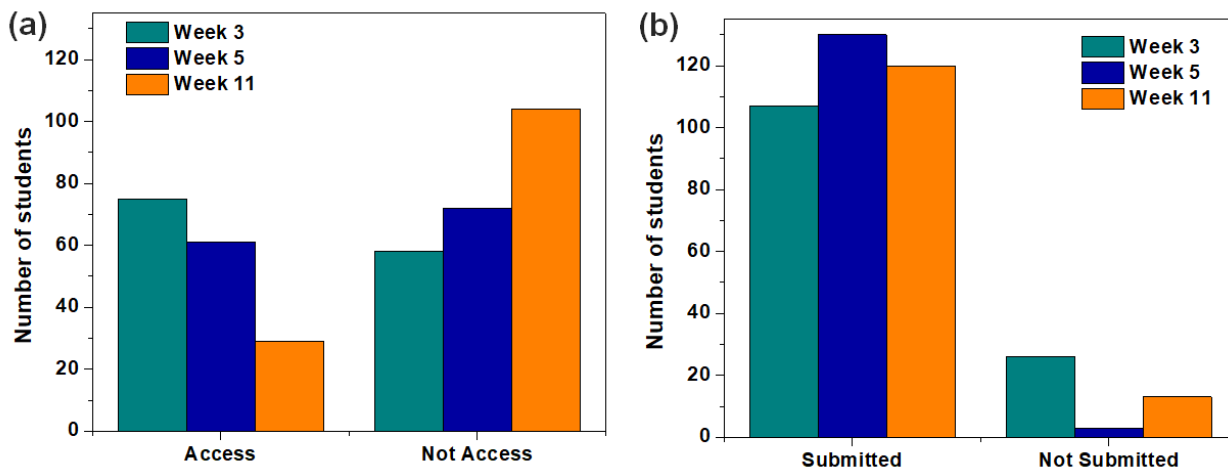 (a)
Week 3
Week 5
Week 11
Number of students
120
100
80
60
40
20
0
Access
Not Access
(b)
Week 3
Week 5
Week 11
Number of students
120
100
80
60
40
20
0
Submitted
Not Submitted